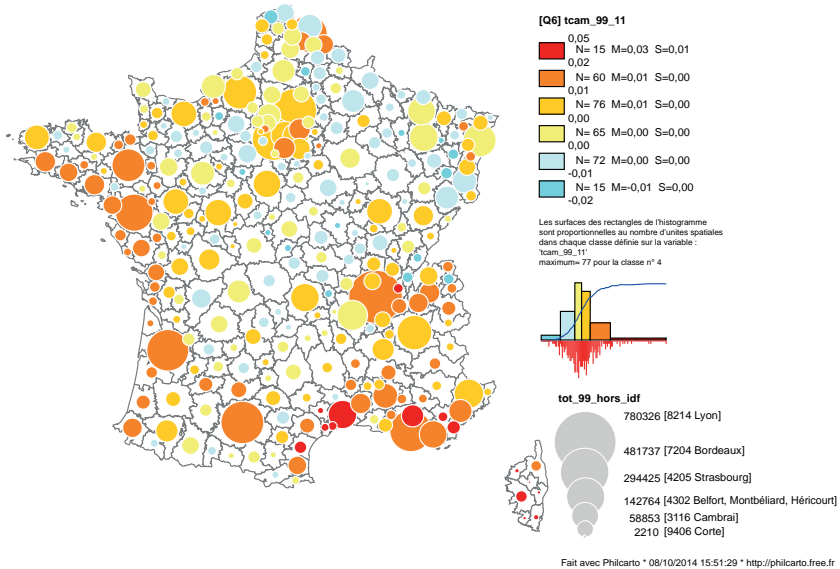 [Q6] tcam_99_11
0,05
N= 15 M=0,03 S=0,01
0,02
N= 60 M=0,01 S=0,00
0,01
N= 76 M=0,01 S=0,00
0,00
N= 65 M=0,00 S=0,00
0,00
N= 72 M=0,00 S=0,00
-0,01
N= 15 M=-0,01 S=0,00
-0,02
Les surfaces des rectangles de l'histogramme
sont proportionnelles au nombre d'unites spatiales
dans chaque classe définie sur la variable :
'tcam_99_11'
maximum= 77 pour la classe n° 4
tot_99_hors_idf
780326 [8214 Lyon]
481737 [7204 Bordeaux]
294425 [4205 Strasbourg]
142764 [4302 Belfort, Montbéliard, Héricourt]
58853 [3116 Cambrai]
2210 [9406 Corte]
Fait avec Philcarto * 08/10/2014 15:51:29 * http://philcarto.free.fr